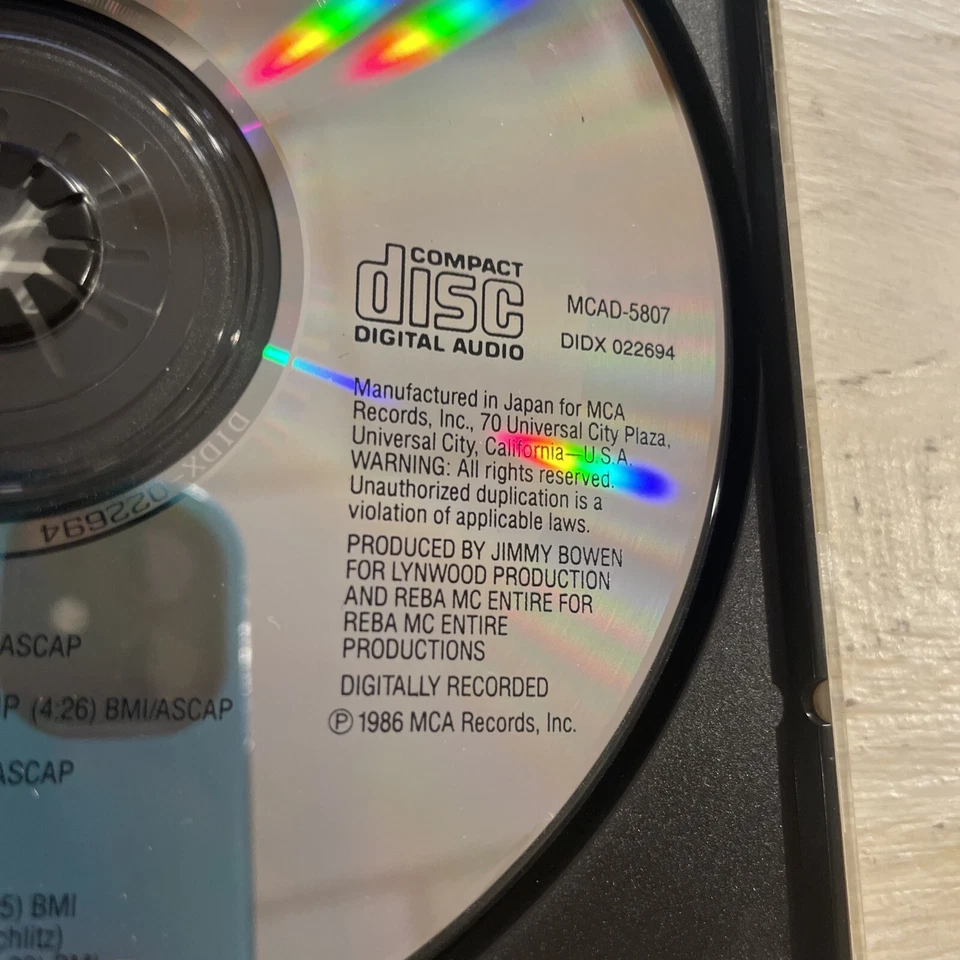 COMPACT
disc
DIGITAL AUDIO
MCAD-5807
DIDX 022694
Manufactured in Japan for MCA
Records, Inc., 70 Universal City Plaza,
Universal City, California—U.S.A.
WARNING: All rights reserved.
Unauthorized duplication is a
violation of applicable laws.
PRODUCED BY JIMMY BOWEN
FOR LYNWOOD PRODUCTION
AND REBA MC ENTIRE FOR
REBA MC ENTIRE
PRODUCTIONS
DIGITALLY RECORDED
Ⓟ 1986 MCA Records, Inc.
DIDX
022694
/ASCAP
P (4:26) BMI/ASCAP
ASCAP
5) BMI
chlitz)
BMI